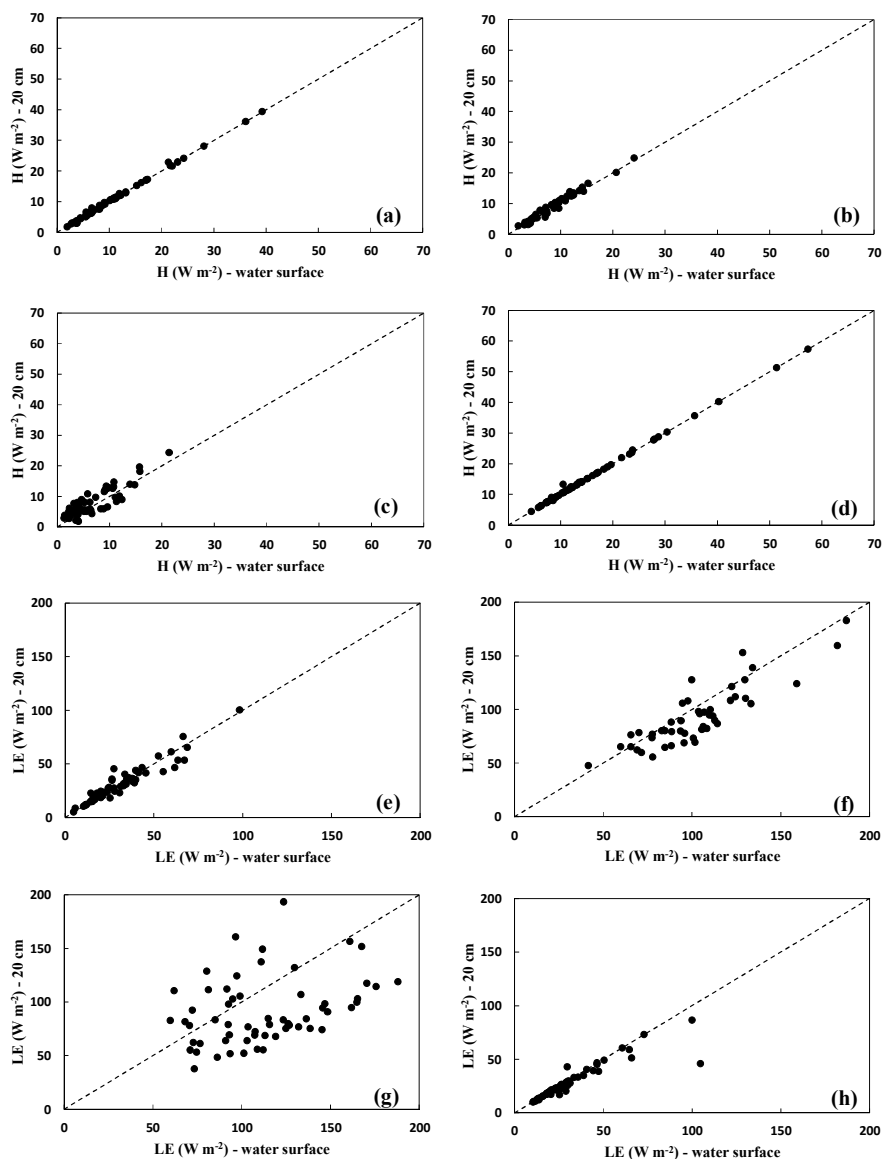 70
60
50
40
30
20
10
0
H (W m⁻²) - 20 cm
(a)
0 10 20 30 40 50 60 70
H (W m⁻²) - water surface
70
60
50
40
30
20
10
0
H (W m⁻²) - 20 cm
(b)
0 10 20 30 40 50 60 70
H (W m⁻²) - water surface
70
60
50
40
30
20
10
0
H (W m⁻²) - 20 cm
(c)
0 10 20 30 40 50 60 70
H (W m⁻²) - water surface
70
60
50
40
30
20
10
0
H (W m⁻²) - 20 cm
(d)
0 10 20 30 40 50 60 70
H (W m⁻²) - water surface
200
150
100
50
0
LE (W m⁻²) - 20 cm
(e)
0 50 100 150 200
LE (W m⁻²) - water surface
200
150
100
50
0
LE (W m⁻²) - 20 cm
(f)
0 50 100 150 200
LE (W m⁻²) - water surface
200
150
100
50
0
LE (W m⁻²) - 20 cm
(g)
0 50 100 150 200
LE (W m⁻²) - water surface
200
150
100
50
0
LE (W m⁻²) - 20 cm
(h)
0 50 100 150 200
LE (W m⁻²) - water surface